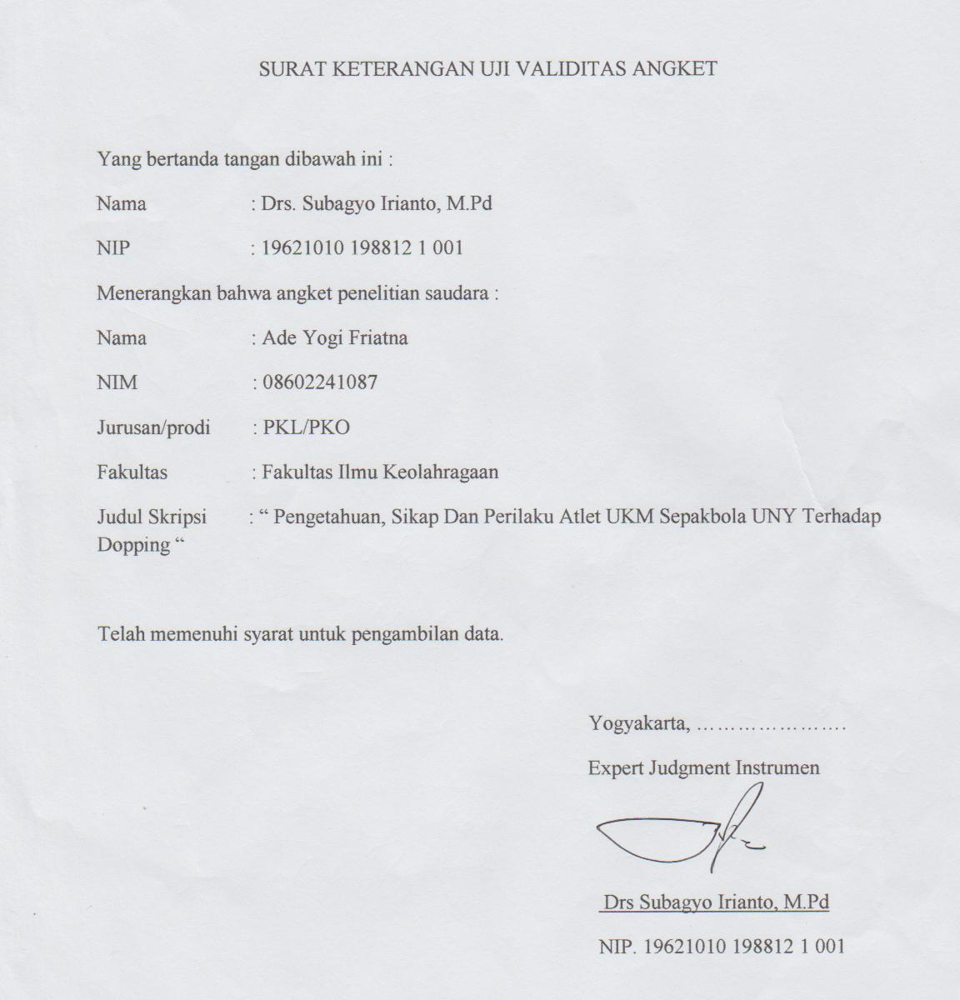 SURAT KETERANGAN UJI VALIDITAS ANGKET
Yang bertanda tangan dibawah ini :
Nama : Drs. Subagyo Irianto, M.Pd
NIP : 19621010 198812 1 001
Menerangkan bahwa angket penelitian saudara :
Nama : Ade Yogi Friatna
NIM : 08602241087
Jurusan/prodi : PKL/PKO
Fakultas : Fakultas Ilmu Keolahragaan
Judul Skripsi : “ Pengetahuan, Sikap Dan Perilaku Atlet UKM Sepakbola UNY Terhadap
Dopping “
Telah memenuhi syarat untuk pengambilan data.
Yogyakarta, ………………….
Expert Judgment Instrumen
Drs Subagyo Irianto, M.Pd
NIP. 19621010 198812 1 001